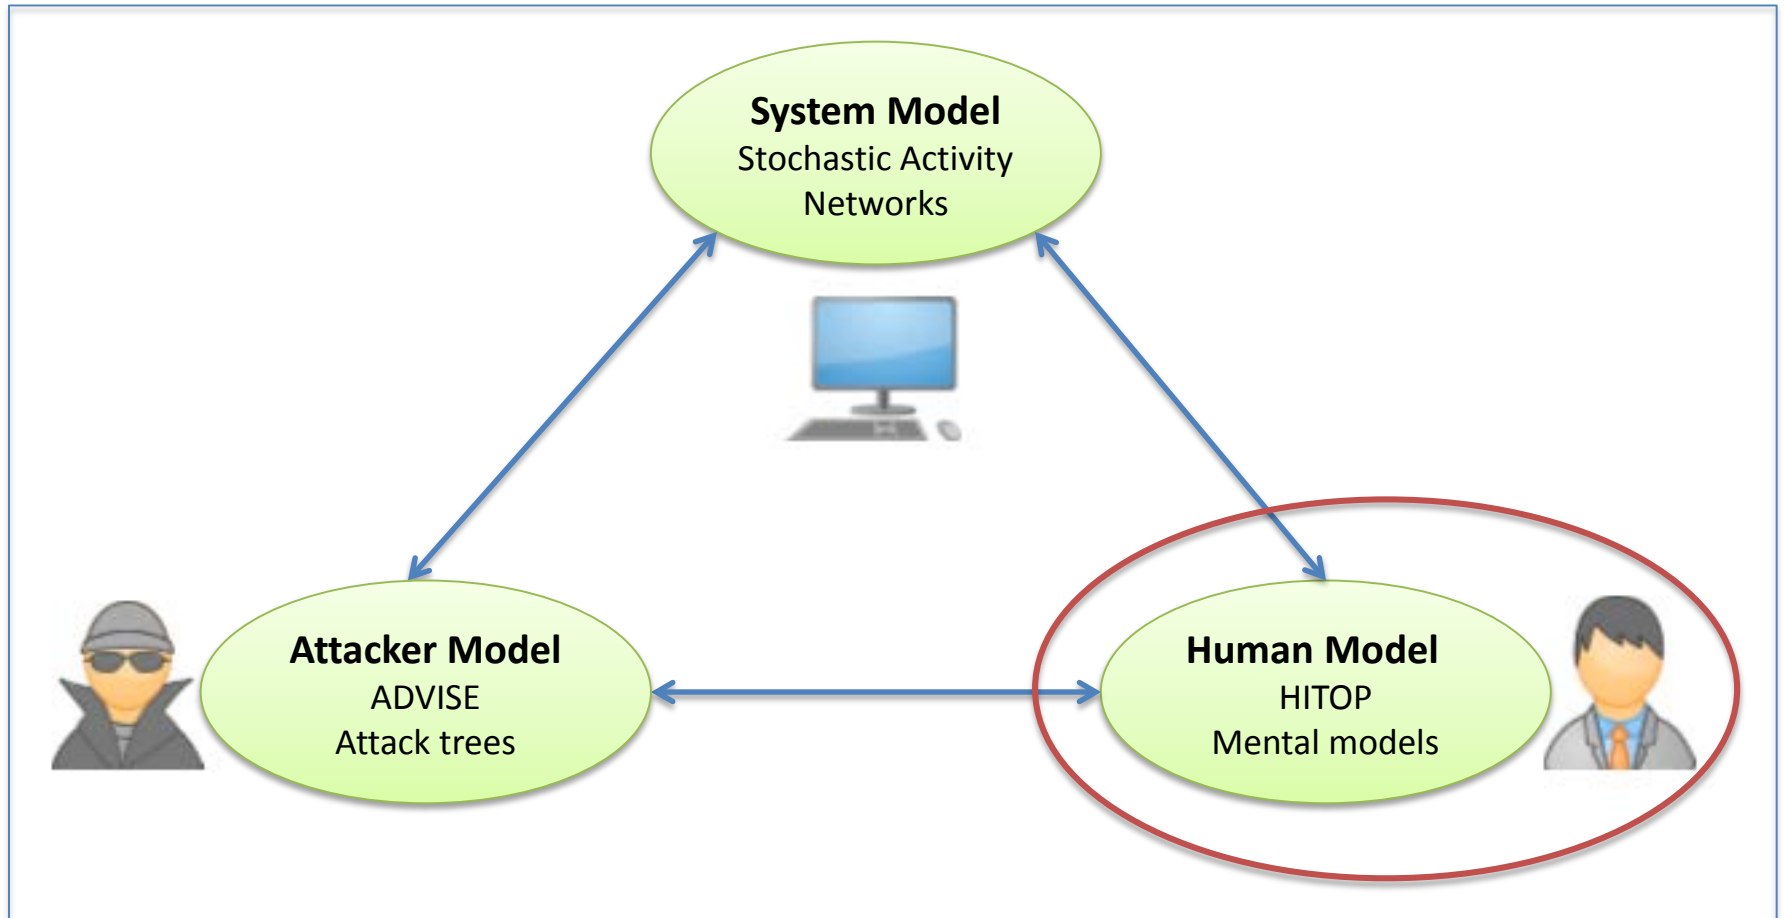 System Model
Stochastic Activity
Networks
Attacker Model
ADVISE
Attack trees
Human Model
HITOP
Mental models